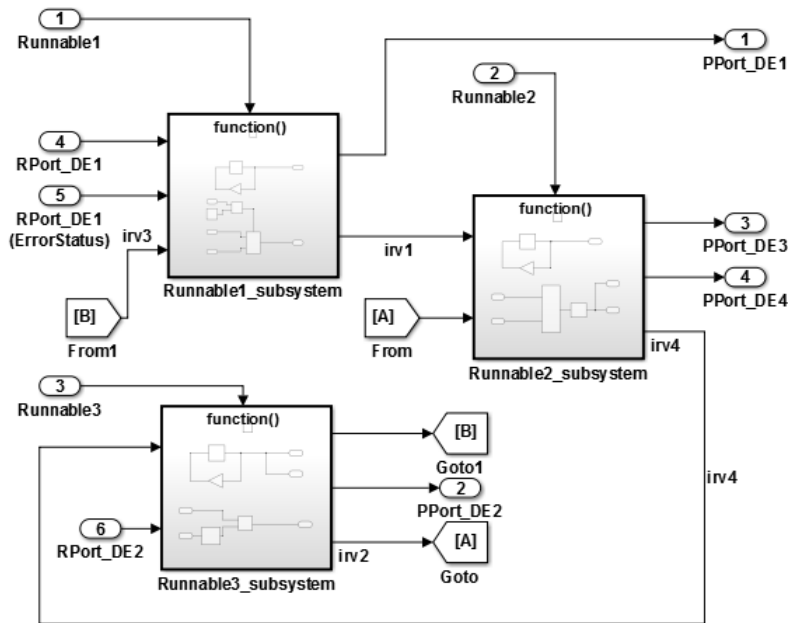 1
Runnable1
1
PPort_DE1
2
Runnable2
function()
4
RPort_DE1
5
RPort_DE1
(ErrorStatus)
irv3
irv1
Runnable1_subsystem
[B]
From1
function()
3
PPort_DE3
4
PPort_DE4
[A]
From
irv4
Runnable2_subsystem
3
Runnable3
function()
[B]
Goto1
2
PPort_DE2
irv4
6
RPort_DE2
[A]
irv2
Goto
Runnable3_subsystem